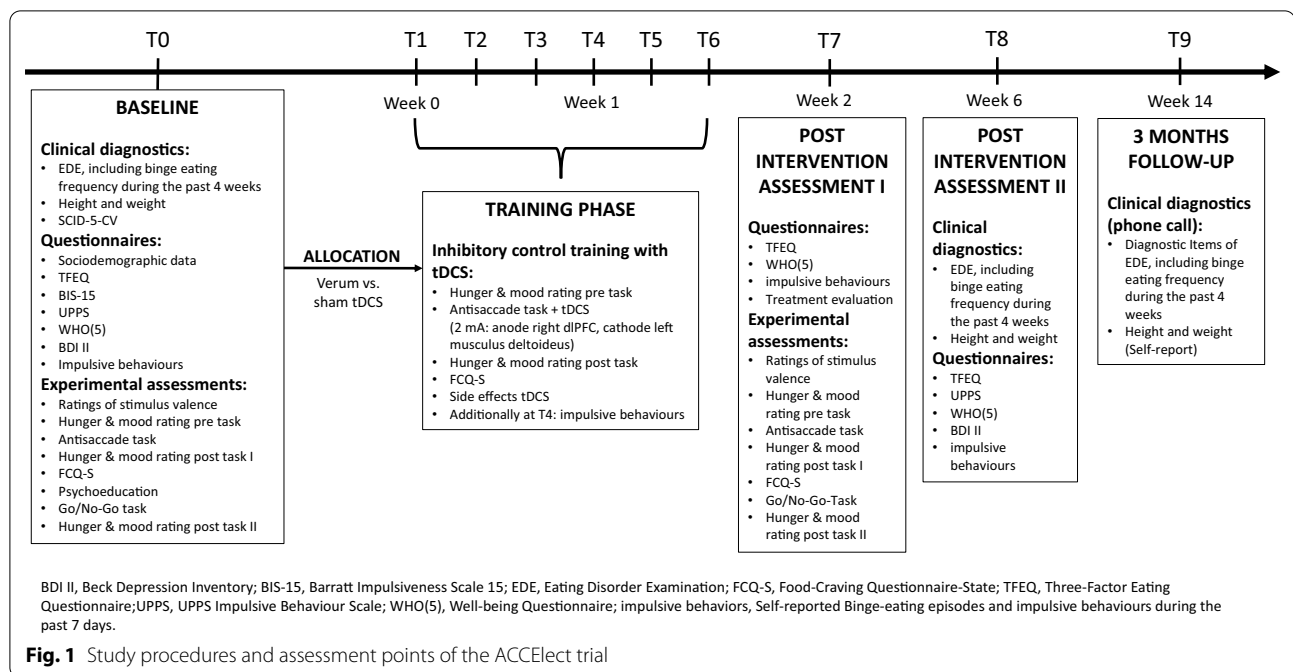 T0 T1 T2 T3 T4 T5 T6 T7 T8 T9
Week 0 Week 1 Week 2 Week 6 Week 14
BASELINE
Clinical diagnostics:
• EDE, including binge eating
frequency during the past 4 weeks
• Height and weight
• SCID-5-CV
Questionnaires:
• Sociodemographic data
• TFEQ
• BIS-15
• UPPS
• WHO(5)
• BDI II
• Impulsive behaviours
Experimental assessments:
• Ratings of stimulus valence
• Hunger & mood rating pre task
• Antisaccade task
• Hunger & mood rating post task I
• FCQ-S
• Psychoeducation
• Go/No-Go task
• Hunger & mood rating post task II
ALLOCATION
Verum vs.
sham tDCS
TRAINING PHASE
Inhibitory control training with
tDCS:
• Hunger & mood rating pre task
• Antisaccade task + tDCS
(2 mA: anode right dlPFC, cathode left
musculus deltoideus)
• Hunger & mood rating post task
• FCQ-S
• Side effects tDCS
• Additionally at T4: impulsive behaviours
POST
INTERVENTION
ASSESSMENT I
Questionnaires:
• TFEQ
• WHO(5)
• impulsive behaviours
• Treatment evaluation
Experimental
assessments:
• Ratings of stimulus
valence
• Hunger & mood
rating pre task
• Antisaccade task
• Hunger & mood
rating post task I
• FCQ-S
• Go/No-Go-Task
• Hunger & mood
rating post task II
POST
INTERVENTION
ASSESSMENT II
Clinical
diagnostics:
• EDE, including
binge eating
frequency during
the past 4 weeks
• Height and weight
Questionnaires:
• TFEQ
• UPPS
• WHO(5)
• BDI II
• impulsive
behaviours
3 MONTHS
FOLLOW-UP
Clinical diagnostics
(phone call):
• Diagnostic Items of
EDE, including binge
eating frequency
during the past 4
weeks
• Height and weight
(Self-report)
BDI II, Beck Depression Inventory; BIS-15, Barratt Impulsiveness Scale 15; EDE, Eating Disorder Examination; FCQ-S, Food-Craving Questionnaire-State; TFEQ, Three-Factor Eating
Questionnaire;UPPS, UPPS Impulsive Behaviour Scale; WHO(5), Well-being Questionnaire; impulsive behaviors, Self-reported Binge-eating episodes and impulsive behaviours during the
past 7 days.
Fig. 1 Study procedures and assessment points of the ACCElect trial